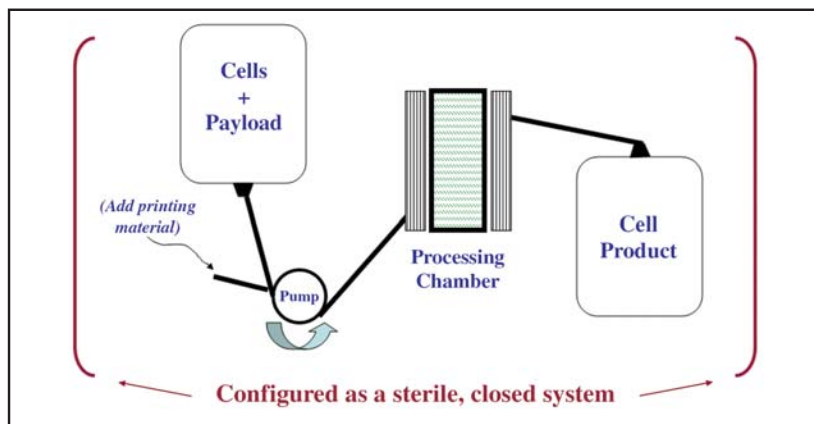 Cells
+
Payload
(Add printing
material)
Pump
Processing
Chamber
Cell
Product
Configured as a sterile, closed system